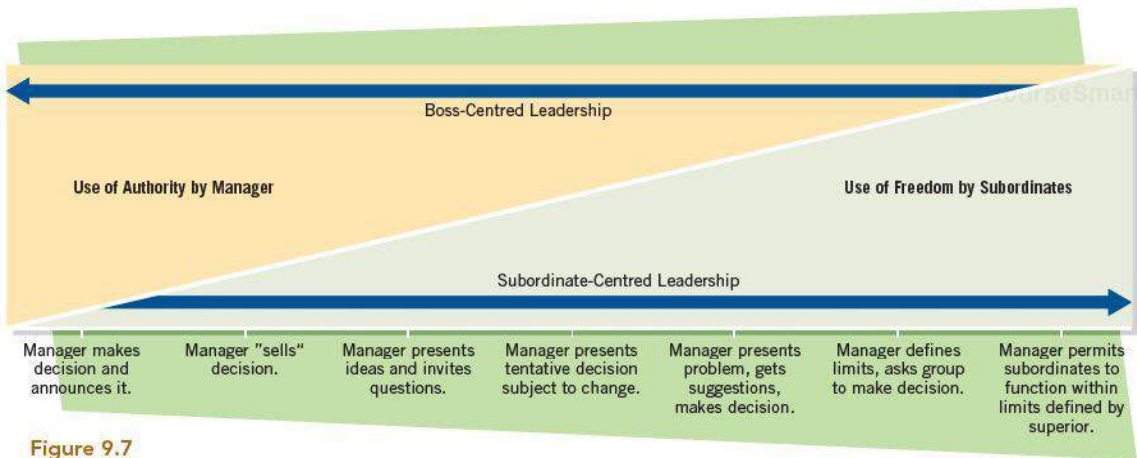 Boss-Centred Leadership
Use of Authority by Manager
Use of Freedom by Subordinates
Subordinate-Centred Leadership
Manager makes
decision and
announces it.
Manager "sells“
decision.
Manager presents
ideas and invites
questions.
Manager presents
tentative decision
subject to change.
Manager presents
problem, gets
suggestions,
makes decision.
Manager defines
limits, asks group
to make decision.
Manager permits
subordinates to
function within
limits defined by
superior.
Figure 9.7